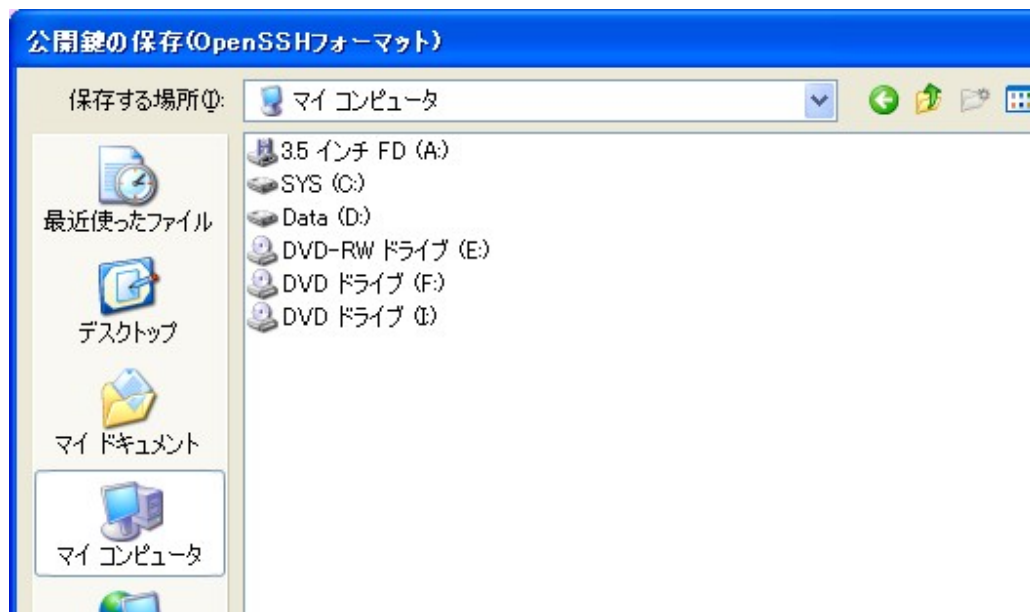 公開鍵の保存(OpenSSHフォーマット)
保存する場所(I):
マイ コンピュータ
3.5 インチ FD (A:)
SYS (C:)
Data (D:)
DVD-RW ドライブ (E:)
DVD ドライブ (F:)
DVD ドライブ (I:)
最近使ったファイル
デスクトップ
マイ ドキュメント
マイ コンピュータ